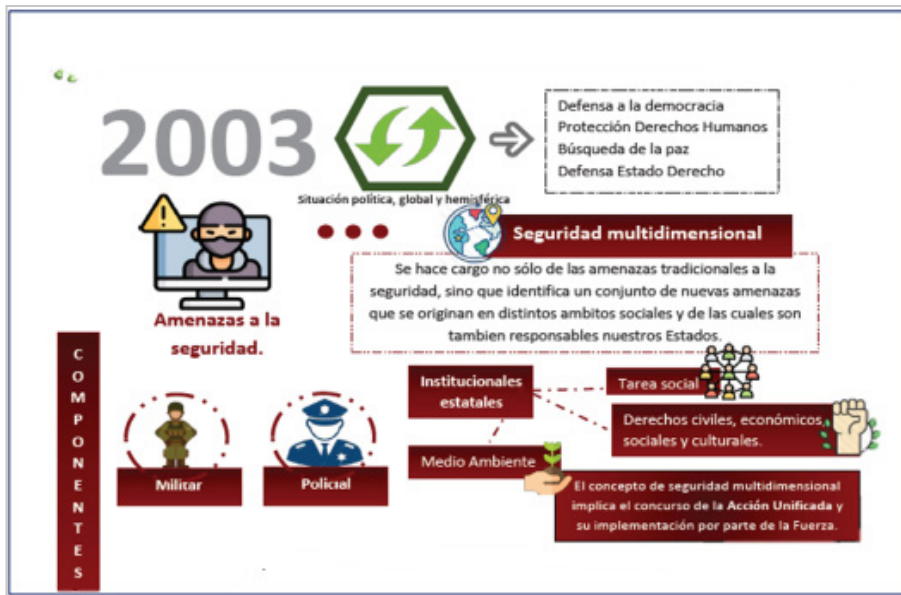 2003
Situación política, global y hemisférica
Defensa a la democracia
Protección Derechos Humanos
Búsqueda de la paz
Defensa Estado Derecho
Amenazas a la
seguridad.
Seguridad multidimensional
Se hace cargo no sólo de las amenazas tradicionales a la
seguridad, sino que identifica un conjunto de nuevas amenazas
que se originan en distintos ambitos sociales y de las cuales son
tambien responsables nuestros Estados.
COMPONENTES
Militar
Policial
Institucionales
estatales
Tarea social
Derechos civiles, económicos,
sociales y culturales.
Medio Ambiente
El concepto de seguridad multidimensional
implica el concurso de la Acción Unificada y
su implementación por parte de la Fuerza.